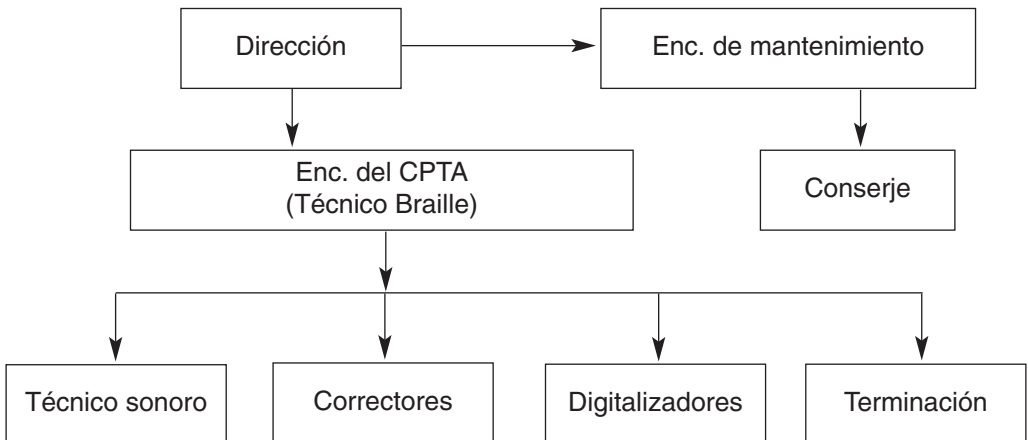 Dirección
Enc. de mantenimiento
Enc. del CPTA
(Técnico Braille)
Conserje
Técnico sonoro
Correctores
Digitalizadores
Terminación